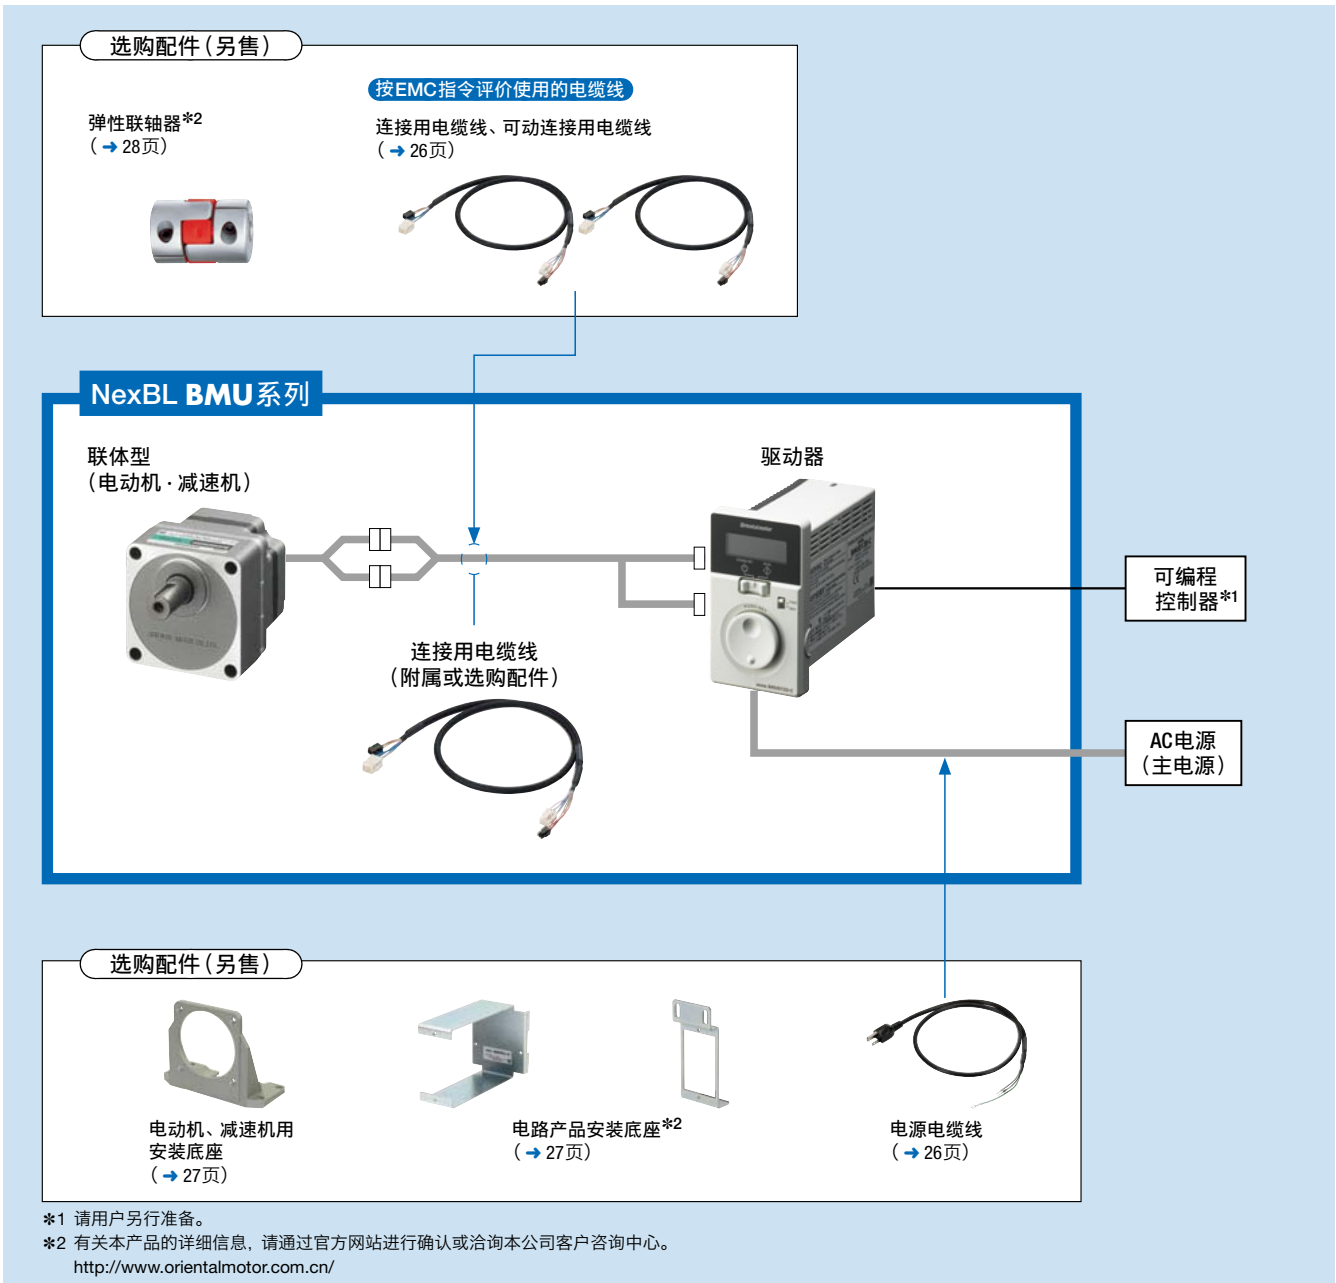 选购配件（另售）
按EMC指令评价使用的电缆线
弹性联轴器*2
（→28页）
连接用电缆线、可动连接用电缆线
（→26页）
NexBL BMU系列
联体型
（电动机·减速机）
驱动器
可编程
控制器*1
连接用电缆线
（附属或选购配件）
AC电源
（主电源）
选购配件（另售）
电动机、减速机用
安装底座
（→27页）
电路产品安装底座*2
（→27页）
电源电缆线
（→26页）
*1 请用户另行准备。
*2 有关本产品的详细信息，请通过官方网站进行确认或洽询本公司客户咨询中心。
http://www.orientalmotor.com.cn/